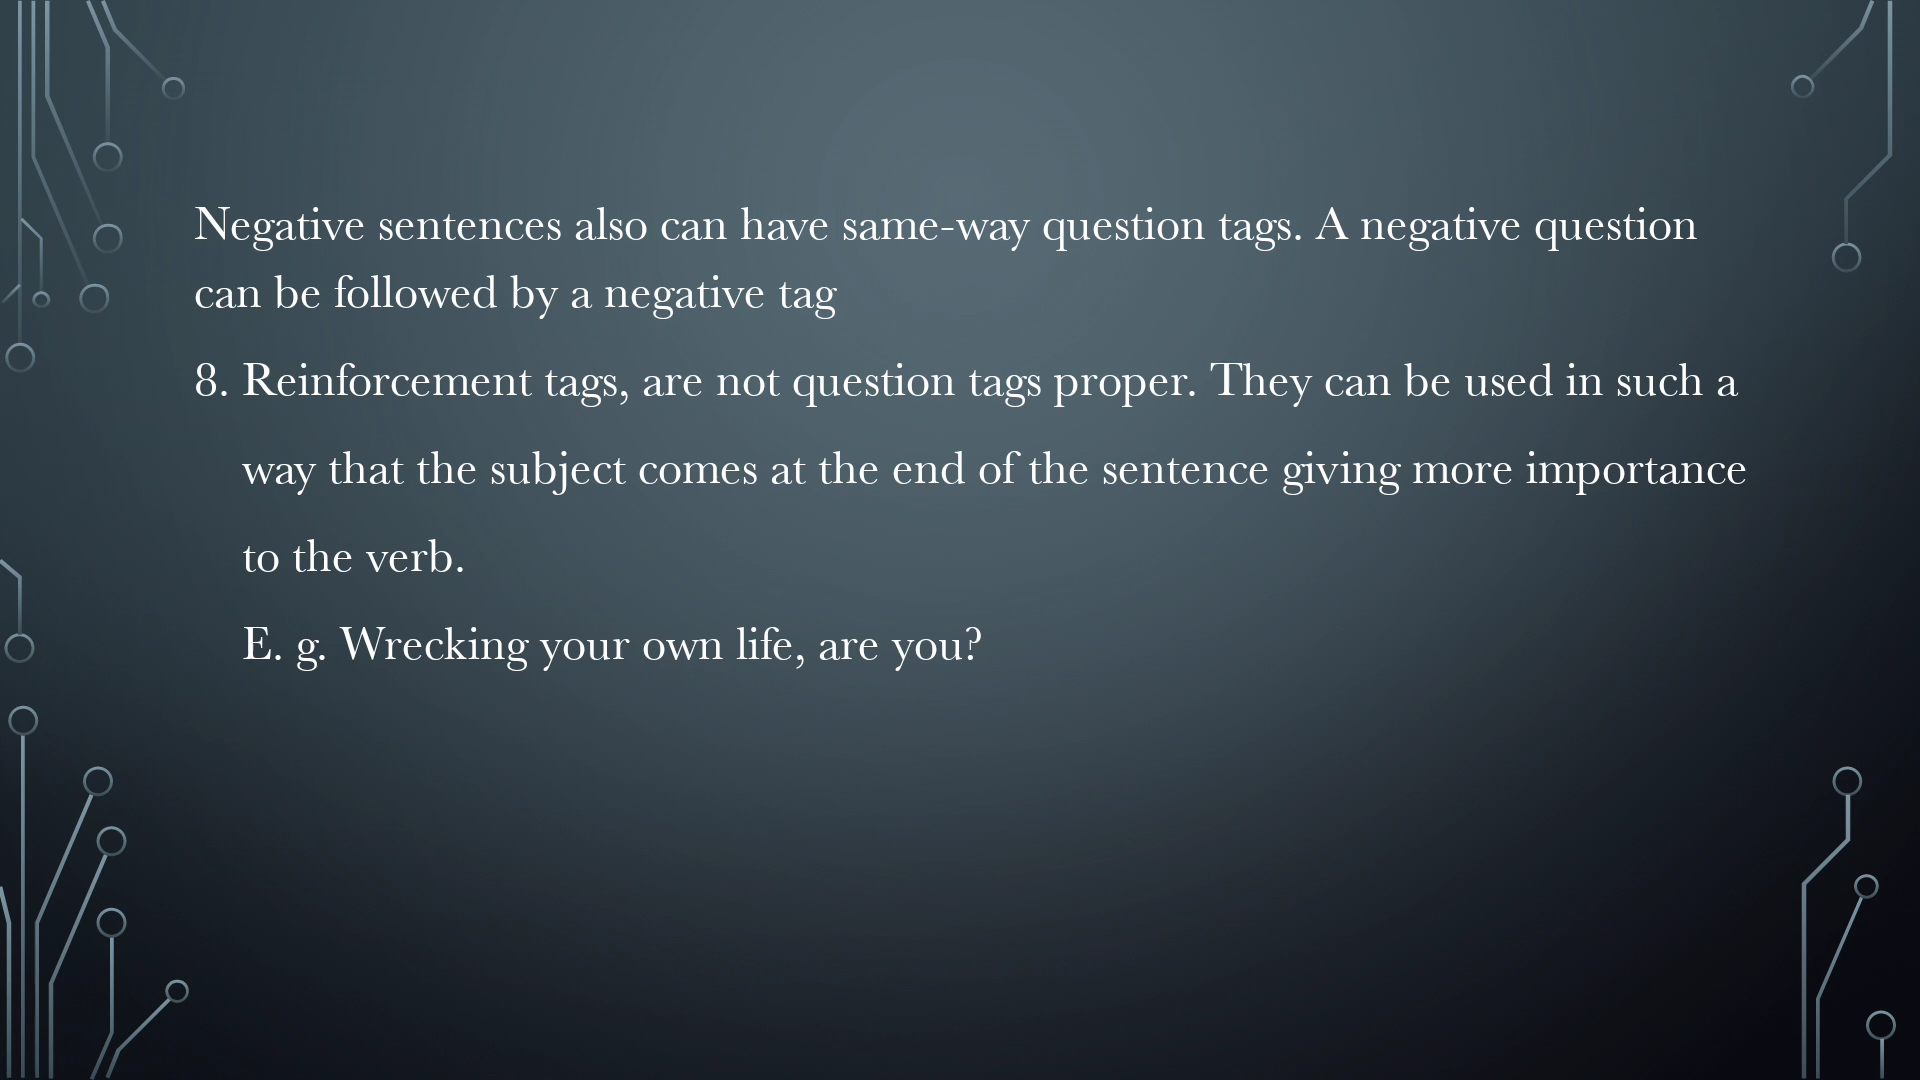 Negative sentences also can have same-way question tags. A negative question
can be followed by a negative tag
8. Reinforcement tags, are not question tags proper. They can be used in such a
way that the subject comes at the end of the sentence giving more importance
to the verb.
E. g. Wrecking your own life, are you?